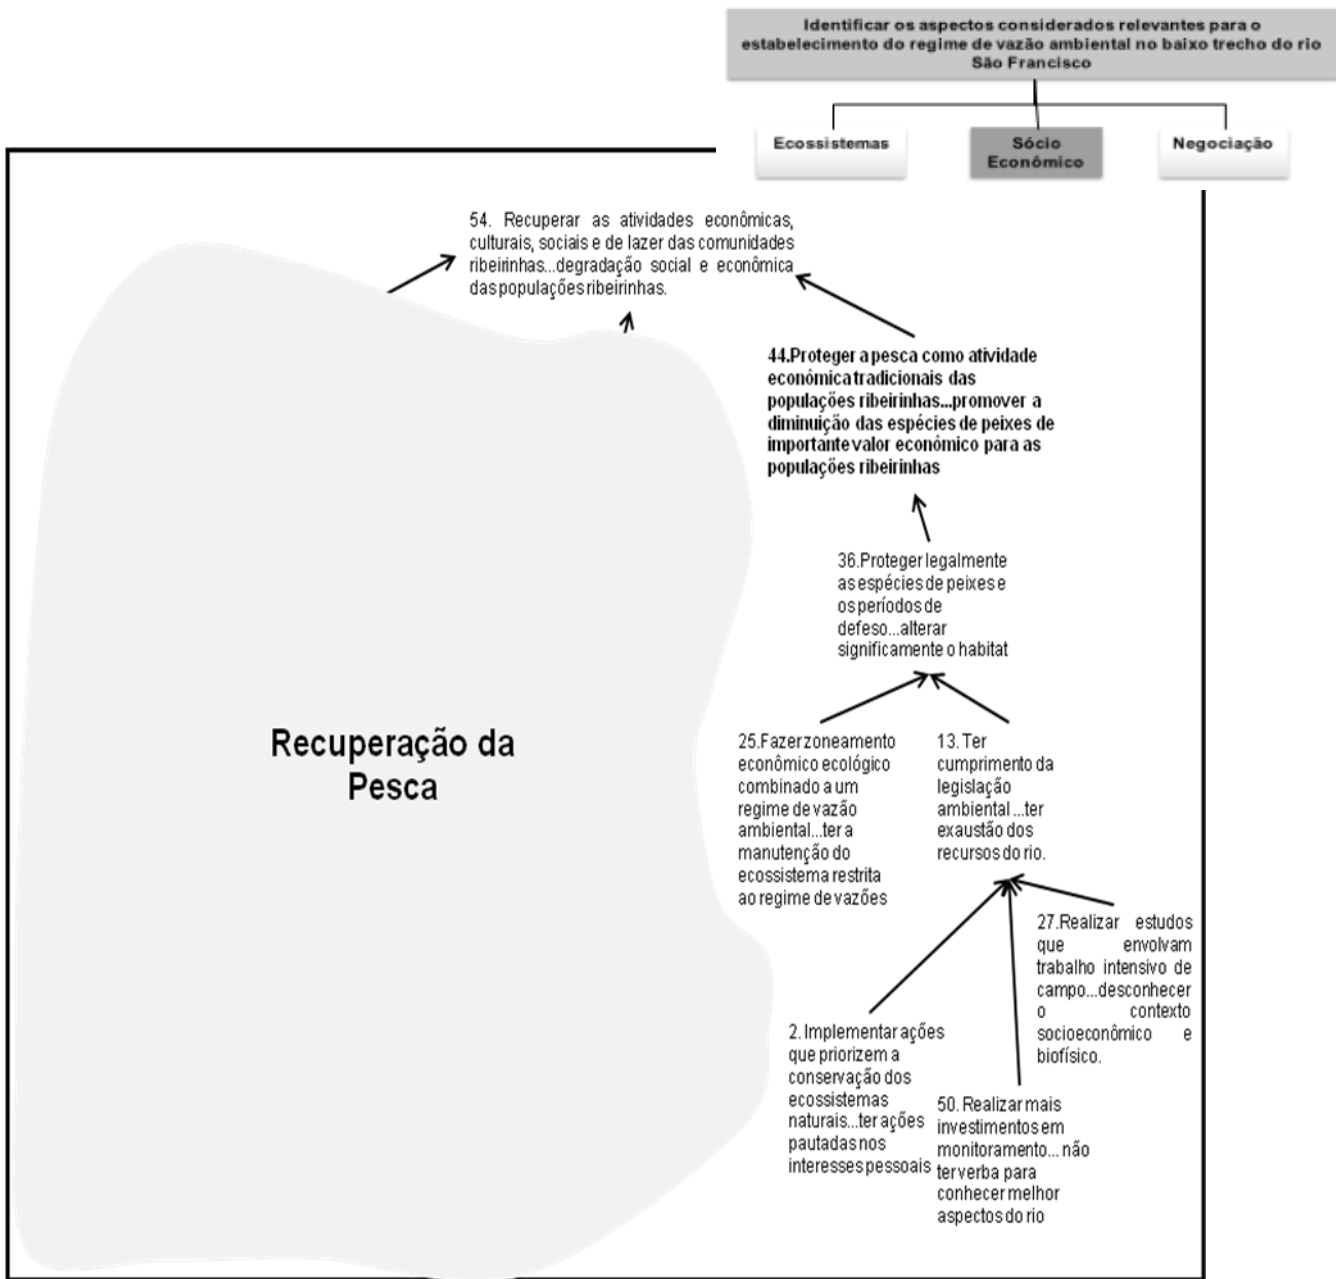 Identificar os aspectos considerados relevantes para o
estabelecimento do regime de vazão ambiental no baixo trecho do rio
São Francisco
Ecossistemas
Sócio
Econômico
Negociação
54. Recuperar as atividades econômicas,
culturais, sociais e de lazer das comunidades
ribeirinhas...degradação social e econômica
das populações ribeirinhas.
44.Proteger a pesca como atividade
econômica tradicionais das
populações ribeirinhas...promover a
diminuição das espécies de peixes de
importante valor econômico para as
populações ribeirinhas
36.Proteger legalmente
as espécies de peixes e
os períodos de
defeso...alterar
significamente o habitat
Recuperação da
Pesca
25.Fazer zoneamento
econômico ecológico
combinado a um
regime de vazão
ambiental...ter a
manutenção do
ecossistema restrita
ao regime de vazões
13. Ter
cumprimento da
legislação
ambiental...ter
exaustão dos
recursos do rio.
27.Realizar estudos
que envolvam
trabalho intensivo de
campo...desconhecer
o contexto
socioeconômico e
biofísico.
2. Implementar ações
que priorizem a
conservação dos
ecossistemas
naturais...ter ações
pautadas nos
interesses pessoais
50. Realizar mais
investimentos em
monitoramento... não
ter verba para
conhecer melhor
aspectos do rio